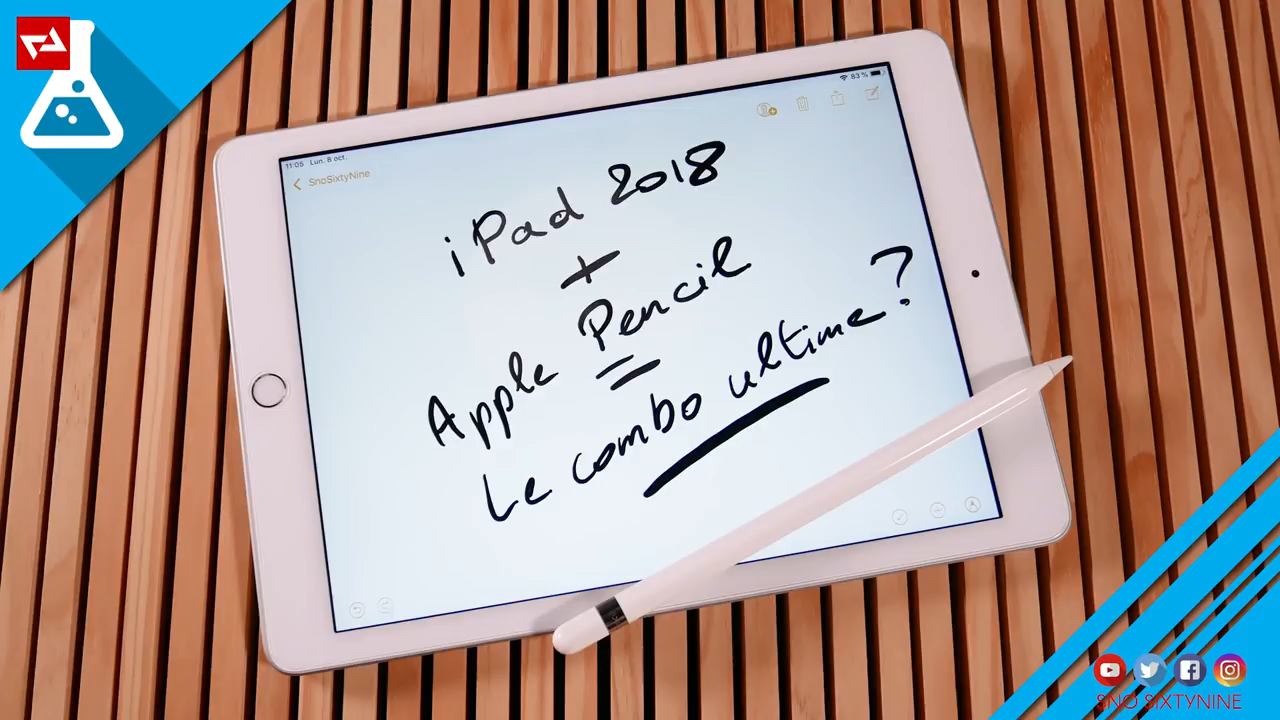 11:05 Lun. 8 oct.
83 %
SnoSixtyNine
iPad 2018
+
Apple Pencil
=
Le combo ultime ?
SNO SIXTYNINE